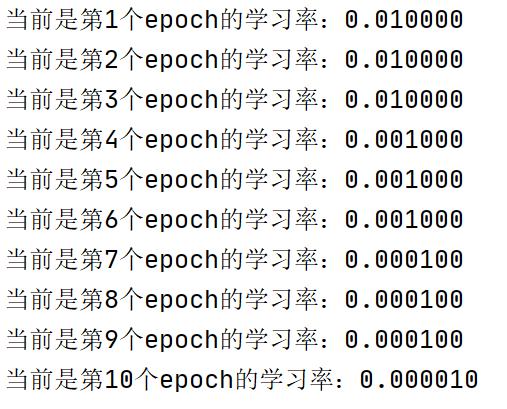 当前是第1个epoch的学习率：0.010000
当前是第2个epoch的学习率：0.010000
当前是第3个epoch的学习率：0.010000
当前是第4个epoch的学习率：0.001000
当前是第5个epoch的学习率：0.001000
当前是第6个epoch的学习率：0.001000
当前是第7个epoch的学习率：0.000100
当前是第8个epoch的学习率：0.000100
当前是第9个epoch的学习率：0.000100
当前是第10个epoch的学习率：0.000010